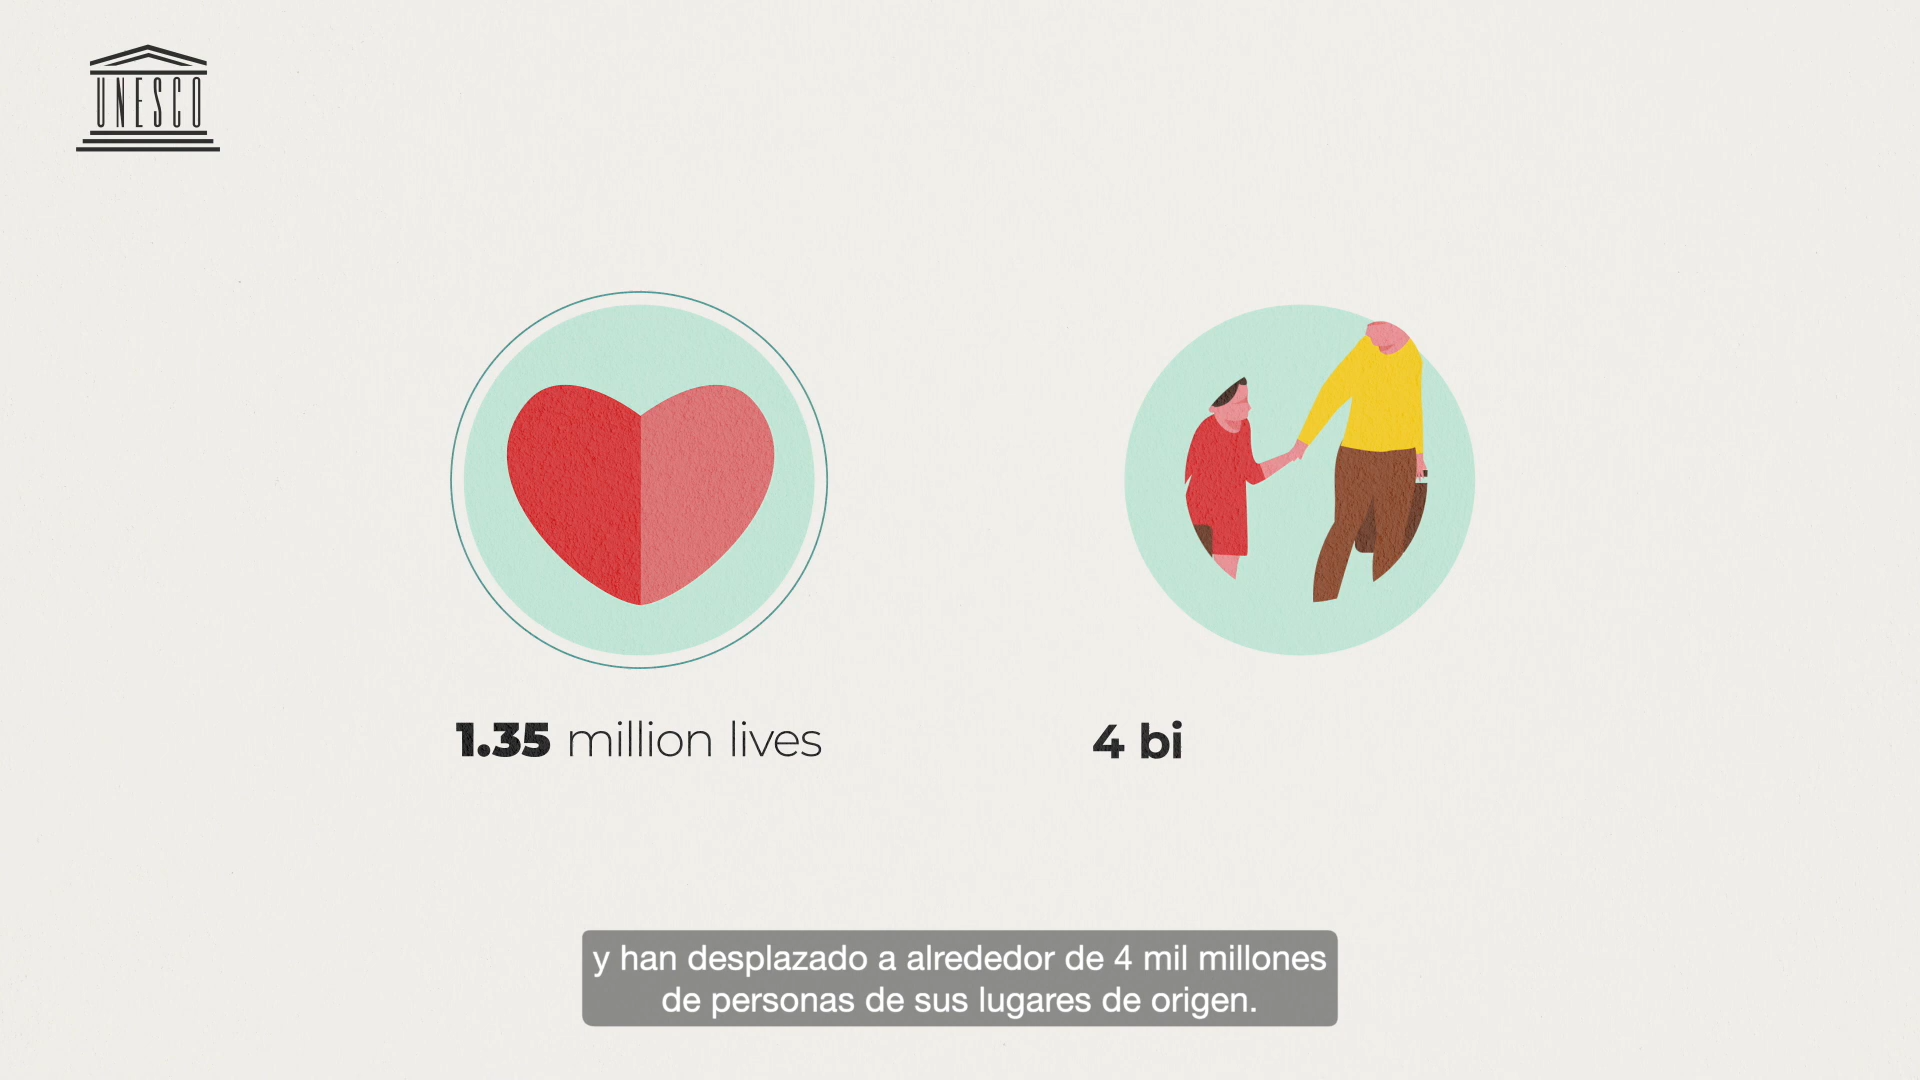 UNESCO
1.35 million lives
4 bi
y han desplazado a alrededor de 4 mil millones
de personas de sus lugares de origen.